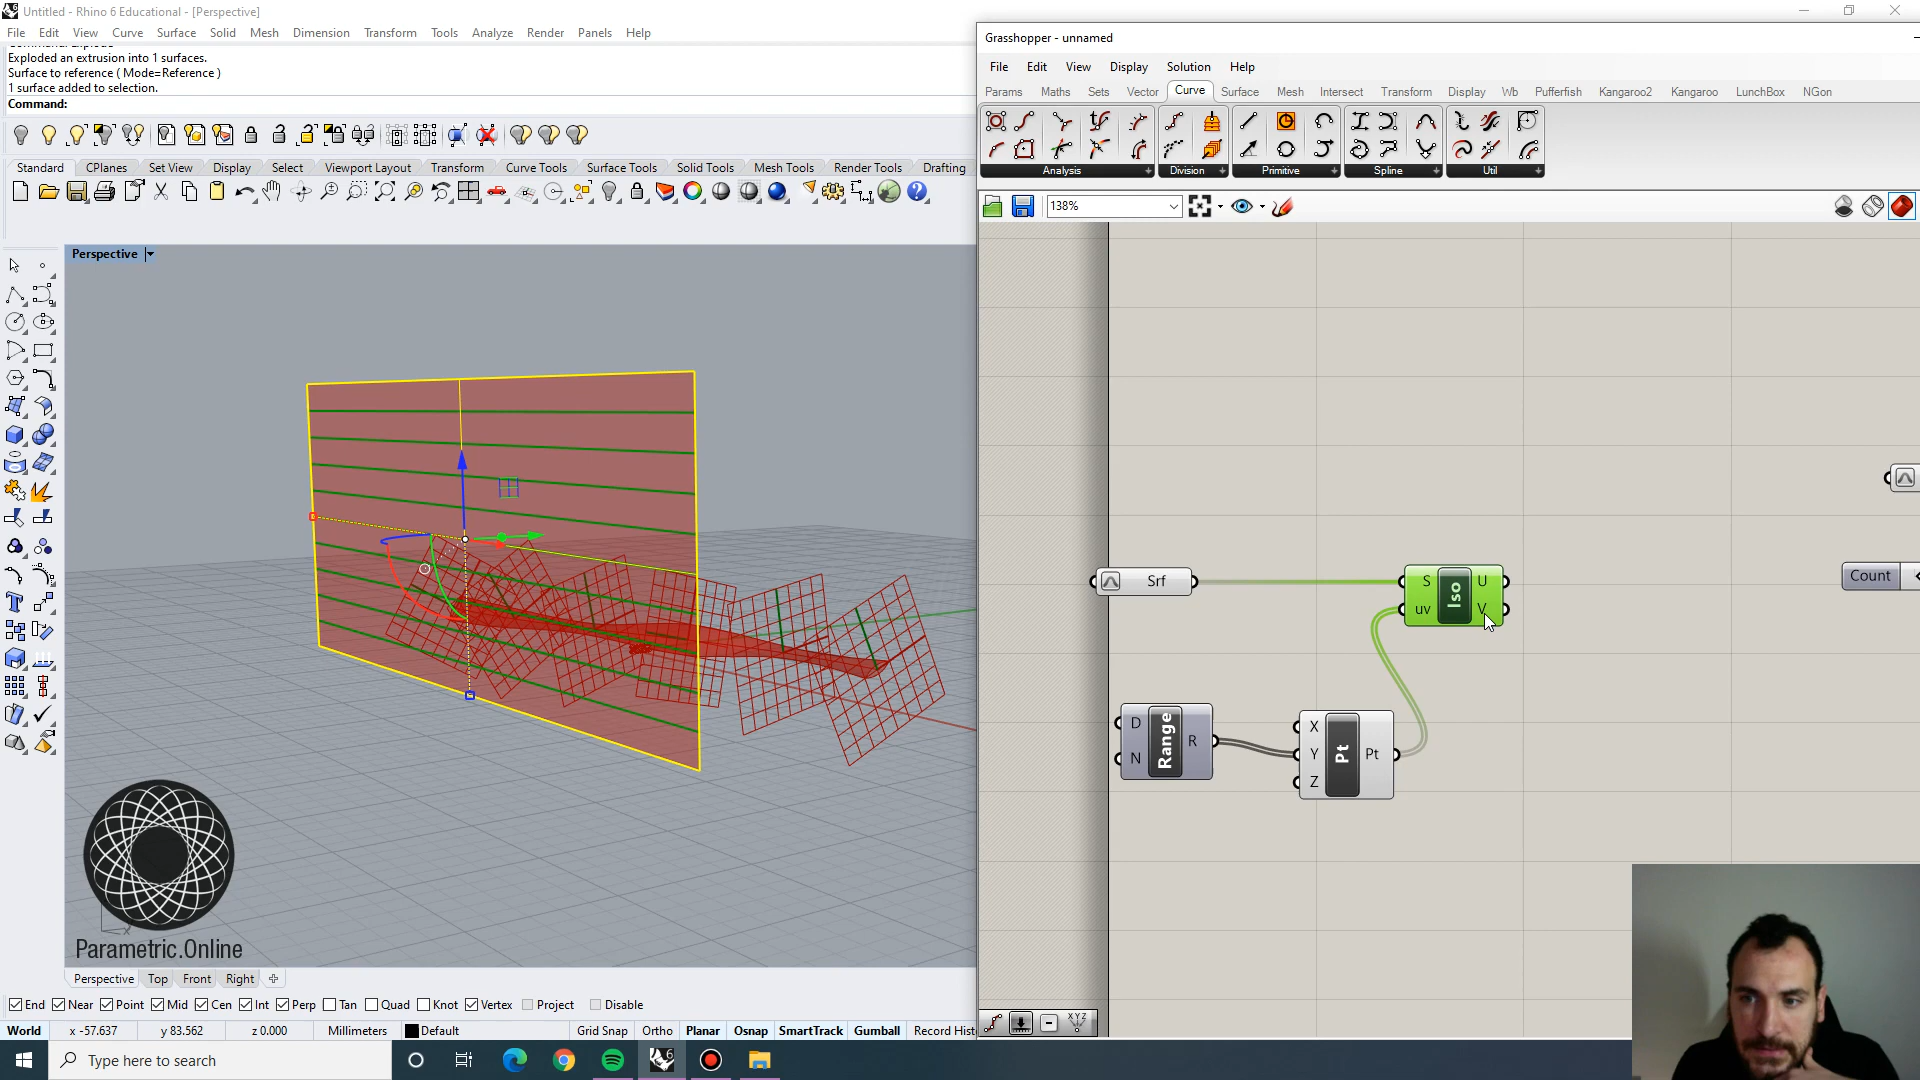 Untitled - Rhino 6 Educational - [Perspective]
File Edit View Curve Surface Solid Mesh Dimension Transform Tools Analyze Render Panels Help
Exploded an extrusion into 1 surfaces.
Surface to reference ( Mode=Reference )
1 surface added to selection.
Command:
Standard CPlanes Set View Display Select Viewport Layout Transform Curve Tools Surface Tools Solid Tools Mesh Tools Render Tools Drafting
Perspective
Grasshopper - unnamed
File Edit View Display Solution Help
Params Maths Sets Vector Curve Surface Mesh Intersect Transform Display Wb Pufferfish Kangaroo2 Kangaroo LunchBox NGon
Analysis Division Primitive Spline Util
138%
Srf
S uv Iso U V
Count
D N Range R
X Y Z Pt Pt
XYZ
Parametric.Online
Perspective Top Front Right
End Near Point Mid Cen Int Perp Tan Quad Knot Vertex Project Disable
World x -57.637 y 83.562 z 0.000 Millimeters Default Grid Snap Ortho Planar Osnap SmartTrack Gumball Record Hist
Type here to search